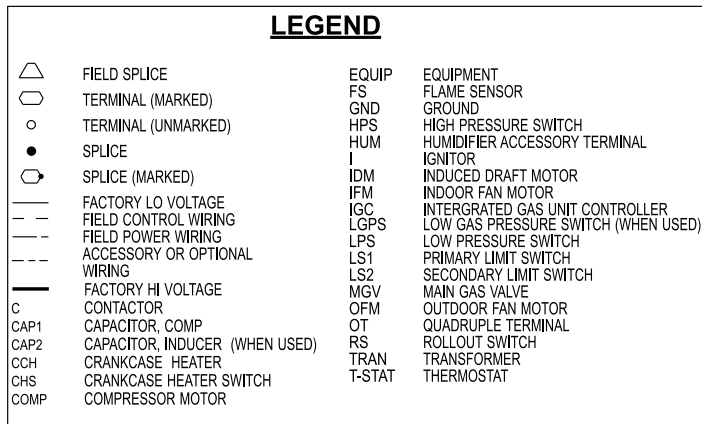 LEGEND
FIELD SPLICE
TERMINAL (MARKED)
TERMINAL (UNMARKED)
SPLICE
SPLICE (MARKED)
FACTORY LO VOLTAGE
FIELD CONTROL WIRING
FIELD POWER WIRING
ACCESSORY OR OPTIONAL
WIRING
FACTORY HI VOLTAGE
C CONTACTOR
CAP1 CAPACITOR, COMP
CAP2 CAPACITOR, INDUCER (WHEN USED)
CCH CRANKCASE HEATER
CHS CRANKCASE HEATER SWITCH
COMP COMPRESSOR MOTOR
EQUIP EQUIPMENT
FS FLAME SENSOR
GND GROUND
HPS HIGH PRESSURE SWITCH
HUM HUMIDIFIER ACCESSORY TERMINAL
I IGNITOR
IDM INDUCED DRAFT MOTOR
IFM INDOOR FAN MOTOR
IGC INTERGRATED GAS UNIT CONTROLLER
LGPS LOW GAS PRESSURE SWITCH (WHEN USED)
LPS LOW PRESSURE SWITCH
LS1 PRIMARY LIMIT SWITCH
LS2 SECONDARY LIMIT SWITCH
MGV MAIN GAS VALVE
OFM OUTDOOR FAN MOTOR
OT QUADRUPLE TERMINAL
RS ROLLOUT SWITCH
TRAN TRANSFORMER
T-STAT THERMOSTAT